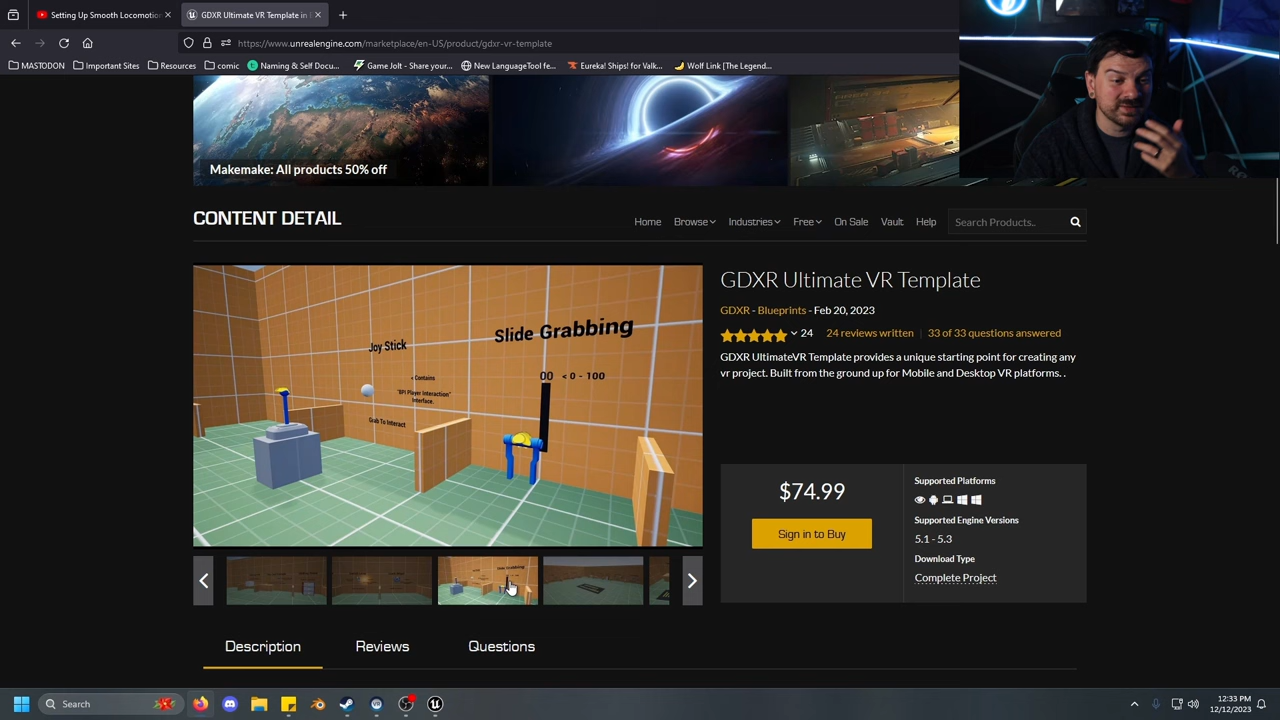 Setting Up Smooth Locomotion
GDXR Ultimate VR Template in
https://www.unrealengine.com/marketplace/en-US/product/gdxr-vr-template
MASTODON
Important Sites
Resources
comic
Naming & Self Docu...
Game Jolt - Share your...
New LanguageTool fe...
Eureka! Ships! for Valk...
Wolf Link [The Legend...
Makemake: All products 50% off
CONTENT DETAIL
Home
Browse
Industries
Free
On Sale
Vault
Help
Search Products..
Joy Stick
< Contains
"BPI Player Interaction"
Interface.
Grab To Interact
Slide Grabbing
00 < 0 - 100
GDXR Ultimate VR Template
GDXR - Blueprints - Feb 20, 2023
24
24 reviews written
33 of 33 questions answered
GDXR UltimateVR Template provides a unique starting point for creating any
vr project. Built from the ground up for Mobile and Desktop VR platforms. .
$74.99
Sign in to Buy
Supported Platforms
Supported Engine Versions
5.1 - 5.3
Download Type
Complete Project
Description
Reviews
Questions
Search
12:33 PM
12/12/2023